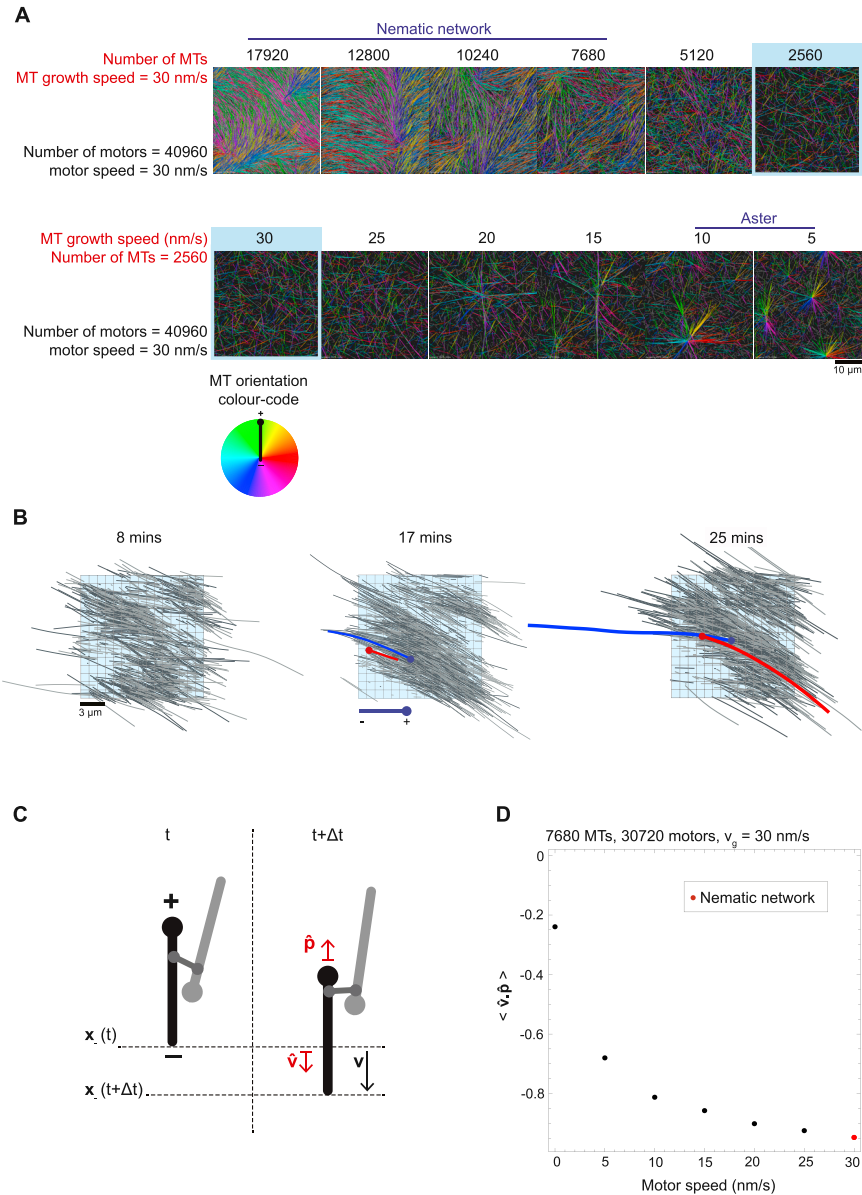 A
Nematic network
Number of MTs 17920 12800 10240 7680 5120 2560
MT growth speed = 30 nm/s
Number of motors = 40960
motor speed = 30 nm/s
Aster
MT growth speed (nm/s) 30 25 20 15 10 5
Number of MTs = 2560
Number of motors = 40960
motor speed = 30 nm/s
10 µm
MT orientation
colour-code
+
–
B
8 mins 17 mins 25 mins
3 µm
- +
C
t t+Δt
+
p̂
x_(t)
–
v̂ v
x_(t+Δt)
D
7680 MTs, 30720 motors, v_g = 30 nm/s
0
Nematic network
-0.2
-0.4
< v̂.p̂ >
-0.6
-0.8
0 5 10 15 20 25 30
Motor speed (nm/s)